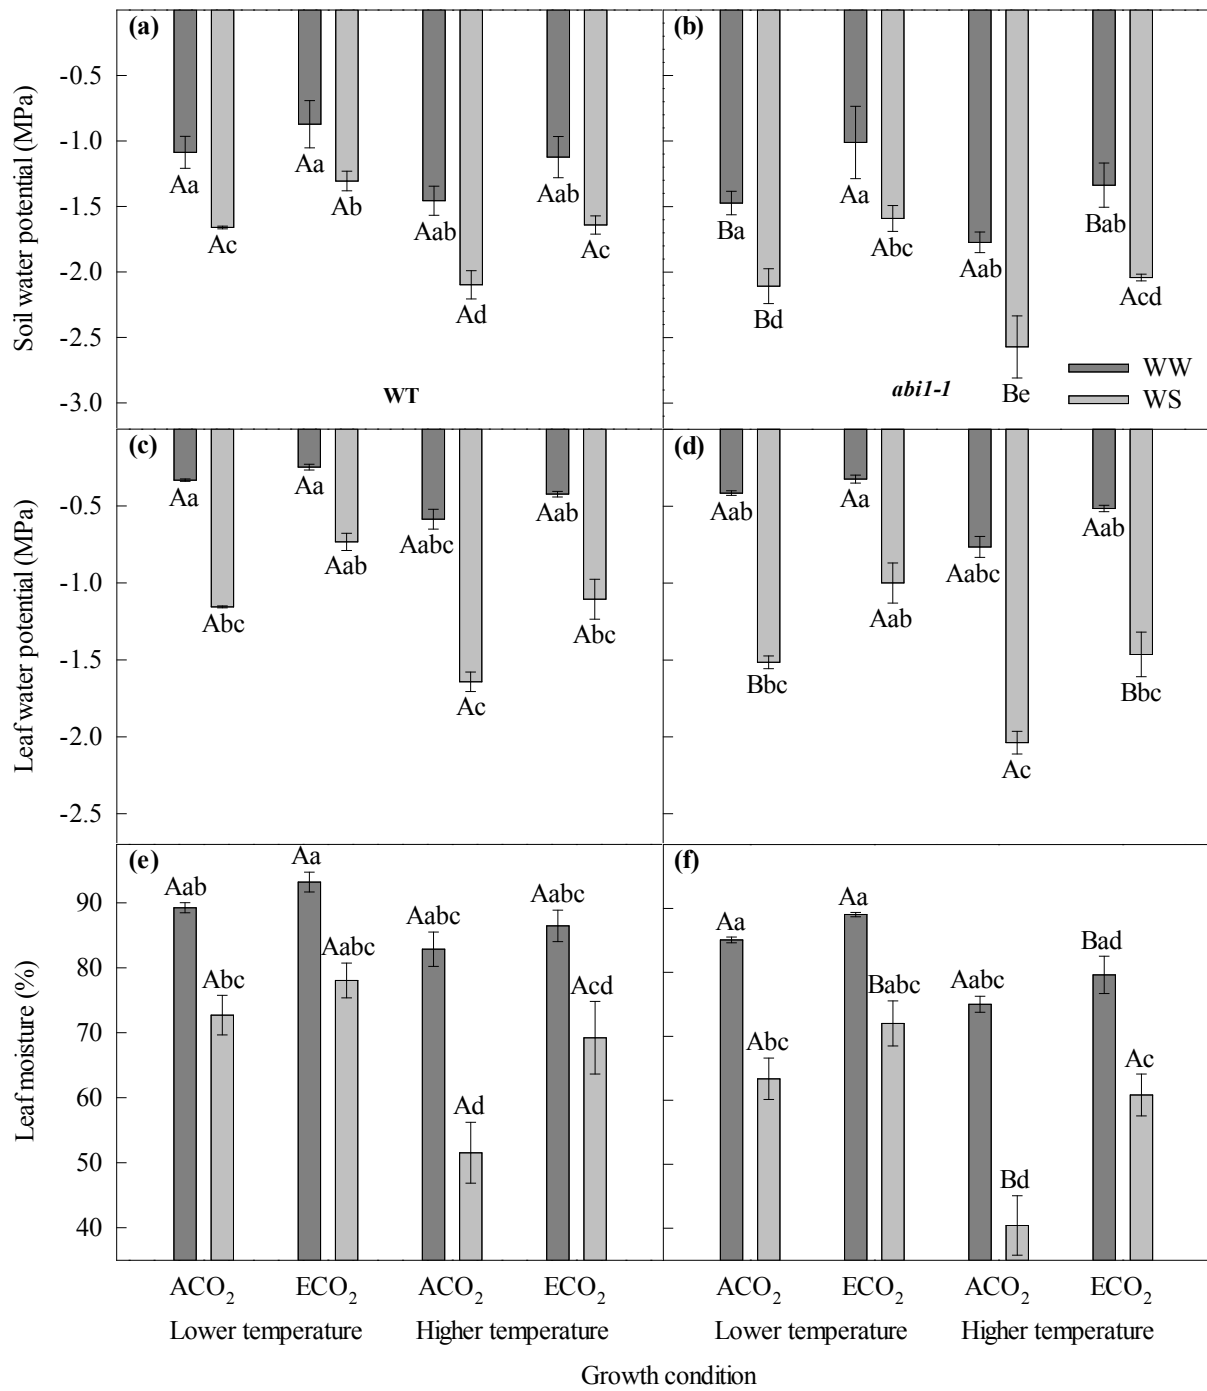 (a)
(b)
Soil water potential (MPa)
-0.5
-1.0
-1.5
-2.0
-2.5
-3.0
Aa
Ac
Aa
Ab
Aab
Ad
Aab
Ac
WT
Ba
Bd
Aa
Abc
Aab
Be
Bab
Acd
abi1-1
WW
WS
(c)
(d)
Leaf water potential (MPa)
-0.5
-1.0
-1.5
-2.0
-2.5
Aa
Abc
Aa
Aab
Aabc
Ac
Aab
Abc
Aab
Bbc
Aa
Aab
Aabc
Ac
Aab
Bbc
(e)
(f)
Leaf moisture (%)
90
80
70
60
50
40
Aab
Abc
Aa
Aabc
Aabc
Ad
Aabc
Acd
Aa
Abc
Aa
Babc
Aabc
Bd
Bad
Ac
ACO₂ ECO₂ ACO₂ ECO₂ ACO₂ ECO₂ ACO₂ ECO₂
Lower temperature Higher temperature Lower temperature Higher temperature
Growth condition